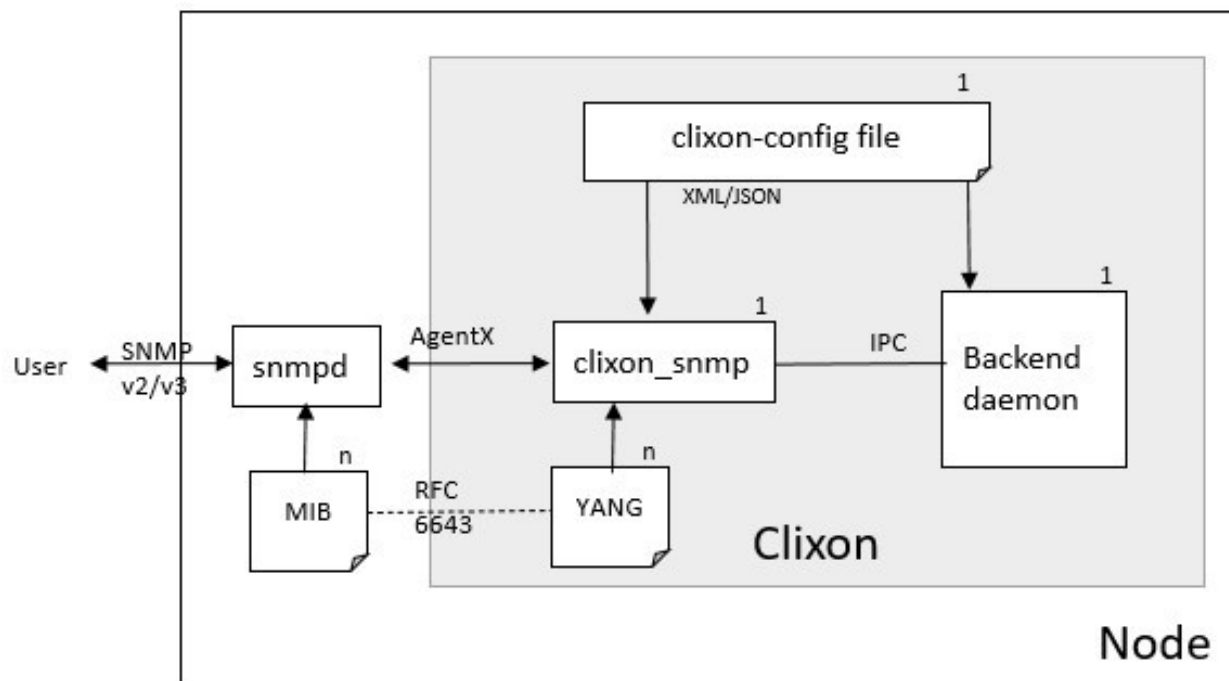 1
clixon-config file
XML/JSON
1
1
User
SNMP
v2/v3
snmpd
AgentX
clixon_snmp
IPC
Backend
daemon
n
n
MIB
RFC
6643
YANG
Clixon
Node